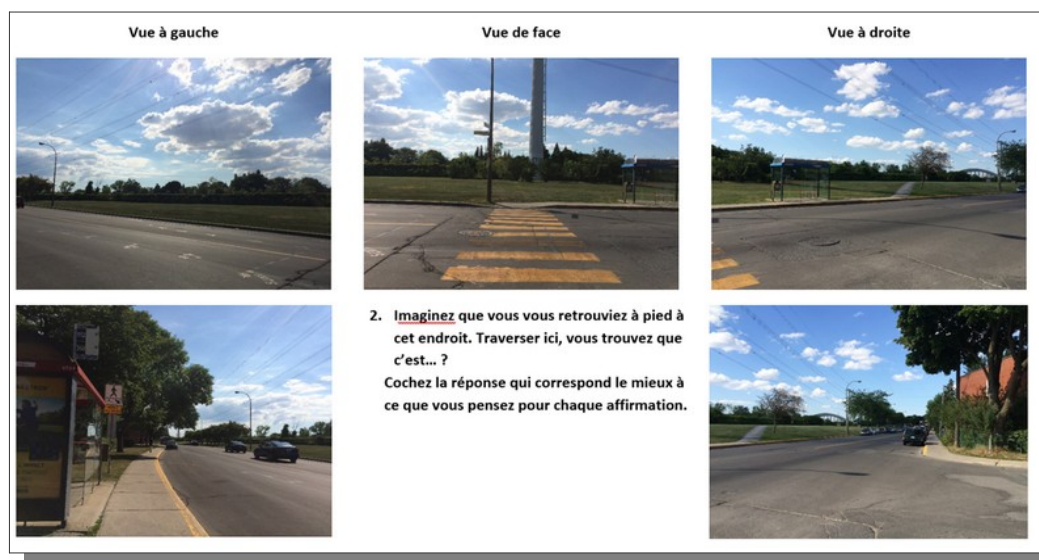 Vue à gauche
Vue de face
Vue à droite
2. Imaginez que vous vous retrouviez à pied à
cet endroit. Traverser ici, vous trouvez que
c'est... ?
Cochez la réponse qui correspond le mieux à
ce que vous pensez pour chaque affirmation.